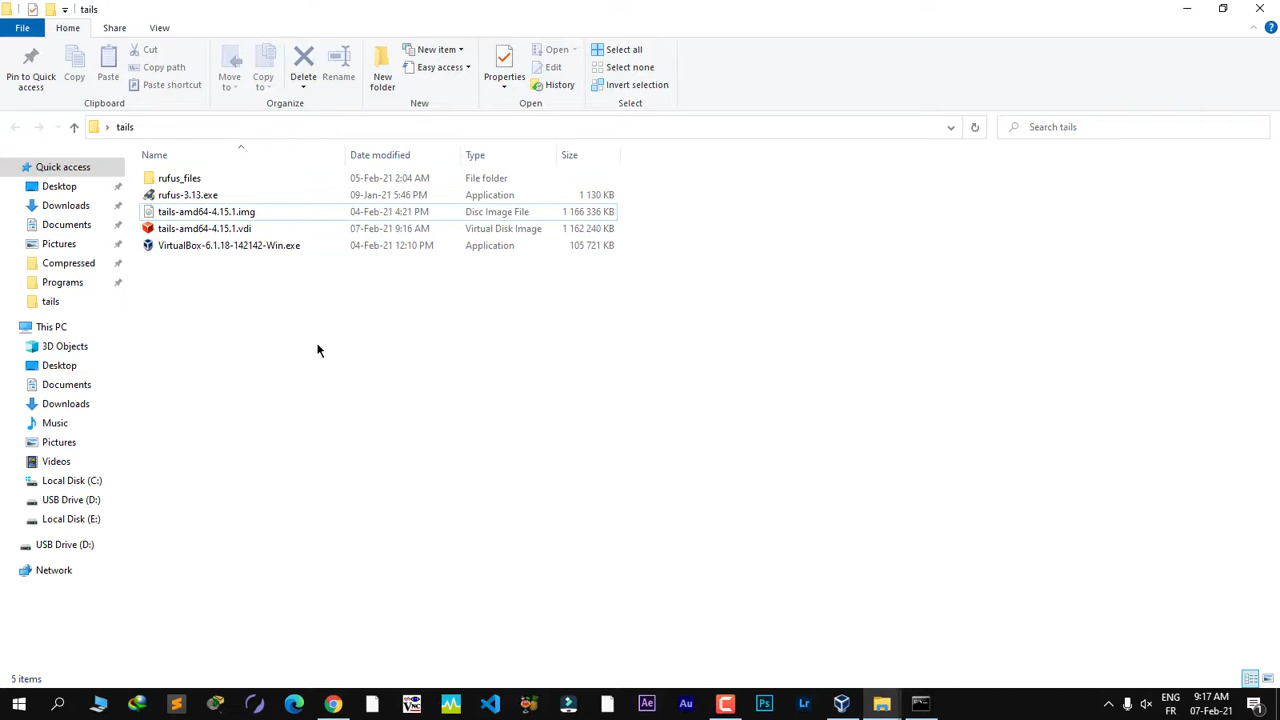 tails
File
Home
Share
View
Pin to Quick access
Copy
Paste
Cut
Copy path
Paste shortcut
Clipboard
Move to
Copy to
Delete
Rename
Organize
New folder
New item
Easy access
New
Properties
Open
Edit
History
Open
Select all
Select none
Invert selection
Select
tails
Search tails
Name Date modified Type Size
rufus_files 05-Feb-21 2:04 AM File folder
rufus-3.13.exe 09-Jan-21 5:46 PM Application 1 130 KB
tails-amd64-4.15.1.img 04-Feb-21 4:21 PM Disc Image File 1 166 336 KB
tails-amd64-4.15.1.vdi 07-Feb-21 9:16 AM Virtual Disk Image 1 162 240 KB
VirtualBox-6.1.18-142142-Win.exe 04-Feb-21 12:10 PM Application 105 721 KB
Quick access
Desktop
Downloads
Documents
Pictures
Compressed
Programs
tails
This PC
3D Objects
Desktop
Documents
Downloads
Music
Pictures
Videos
Local Disk (C:)
USB Drive (D:)
Local Disk (E:)
USB Drive (D:)
Network
5 items
VNC
Ae
Au
Ps
Lr
ENG
FR
9:17 AM
07-Feb-21
1